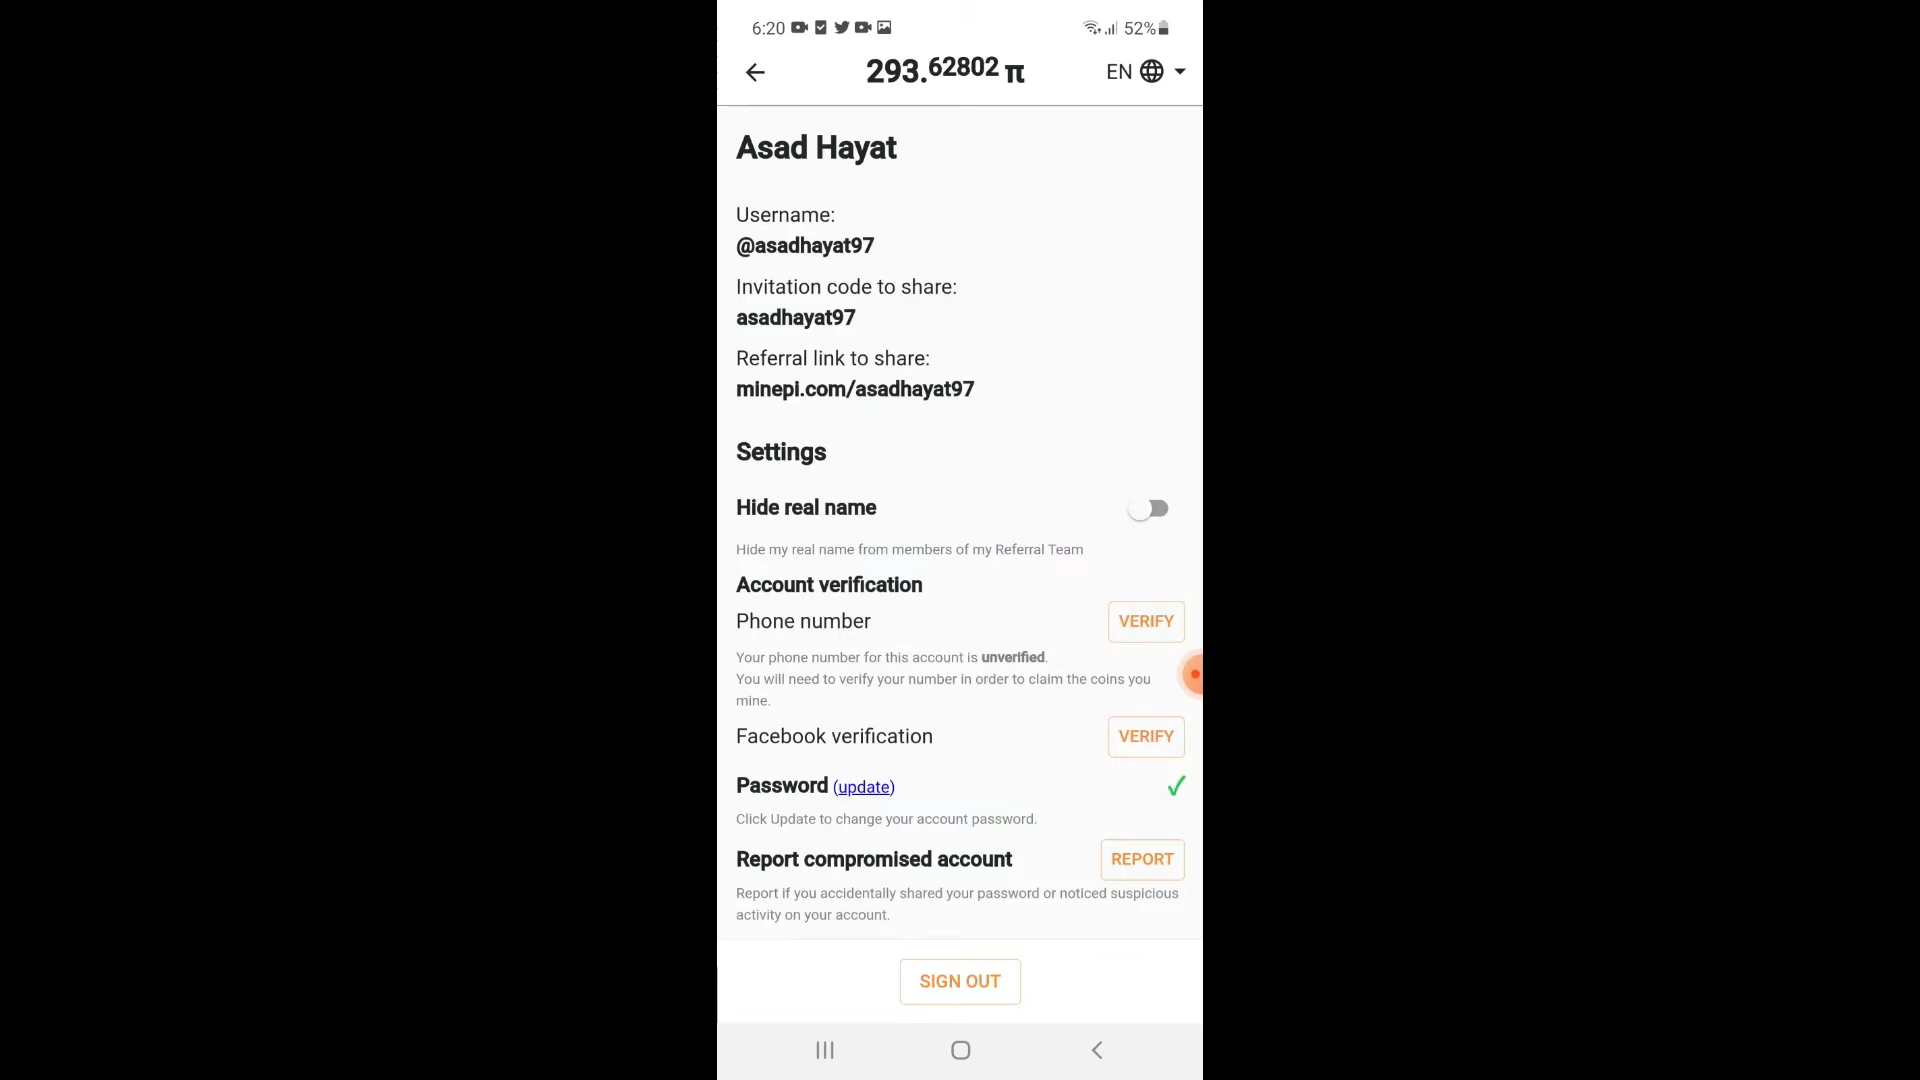 6:20 52%
293.62802 π EN
Asad Hayat
Username:
@asadhayat97
Invitation code to share:
asadhayat97
Referral link to share:
minepi.com/asadhayat97
Settings
Hide real name
Hide my real name from members of my Referral Team
Account verification
Phone number VERIFY
Your phone number for this account is unverified.
You will need to verify your number in order to claim the coins you
mine.
Facebook verification VERIFY
Password (update)
Click Update to change your account password.
Report compromised account REPORT
Report if you accidentally shared your password or noticed suspicious
activity on your account.
SIGN OUT